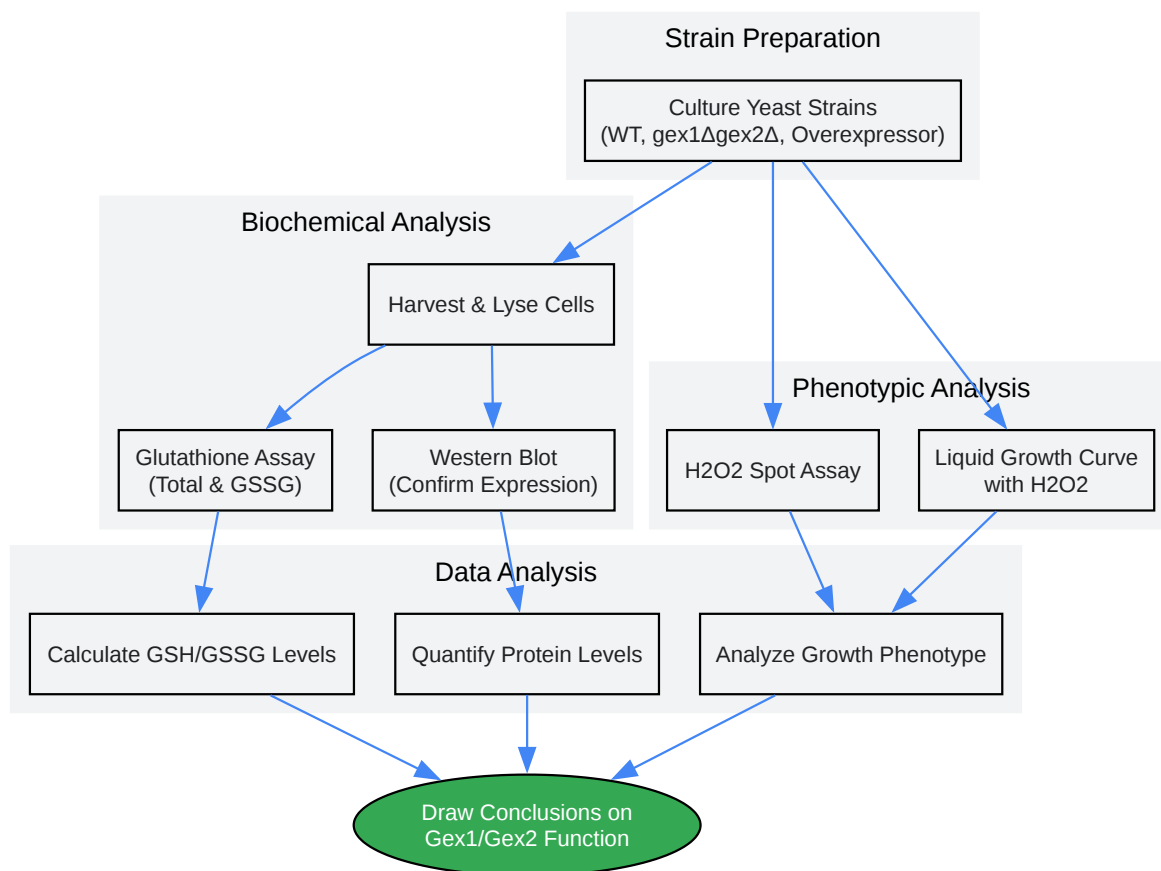 Strain Preparation
Culture Yeast Strains
(WT, gex1Δgex2Δ, Overexpressor)
Biochemical Analysis
Harvest & Lyse Cells
Phenotypic Analysis
Glutathione Assay
(Total & GSSG)
Western Blot
(Confirm Expression)
H2O2 Spot Assay
Liquid Growth Curve
with H2O2
Data Analysis
Calculate GSH/GSSG Levels
Quantify Protein Levels
Analyze Growth Phenotype
Draw Conclusions on
Gex1/Gex2 Function